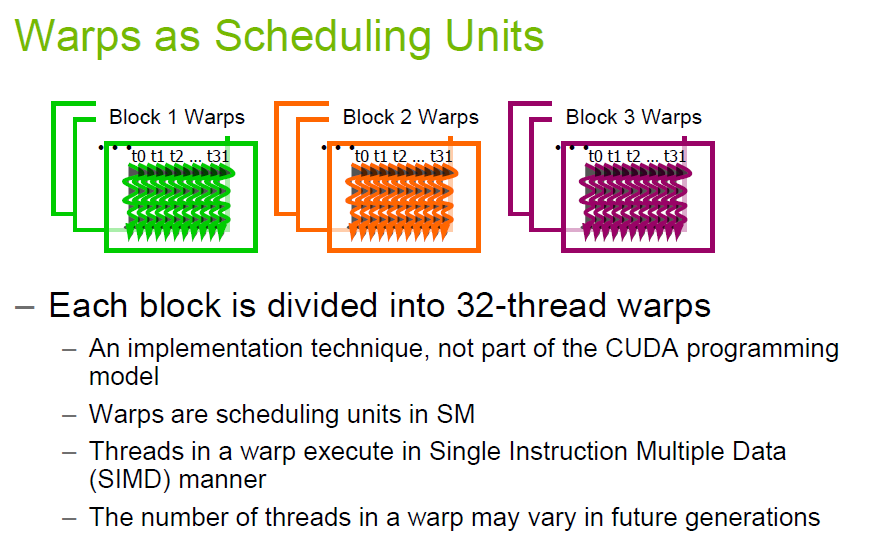 Warps as Scheduling Units
Block 1 Warps Block 2 Warps Block 3 Warps
... ... ...
t0 t1 t2 ... t31 t0 t1 t2 ... t31 t0 t1 t2 ... t31
– Each block is divided into 32-thread warps
– An implementation technique, not part of the CUDA programming
model
– Warps are scheduling units in SM
– Threads in a warp execute in Single Instruction Multiple Data
(SIMD) manner
– The number of threads in a warp may vary in future generations